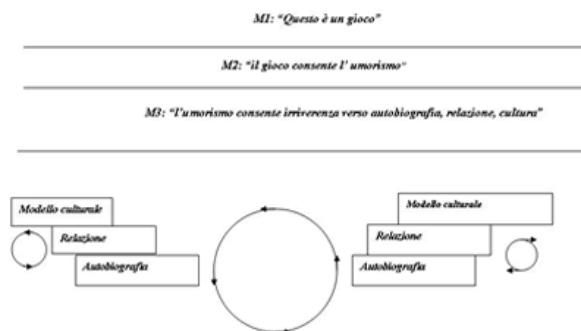 M1: “Questo è un gioco”
M2: “il gioco consente l’ umorismo”
M3: “l’umorismo consente irriverenza verso autobiografia, relazione, cultura”
Modello culturale
Relazione
Autobiografia
Modello culturale
Relazione
Autobiografia